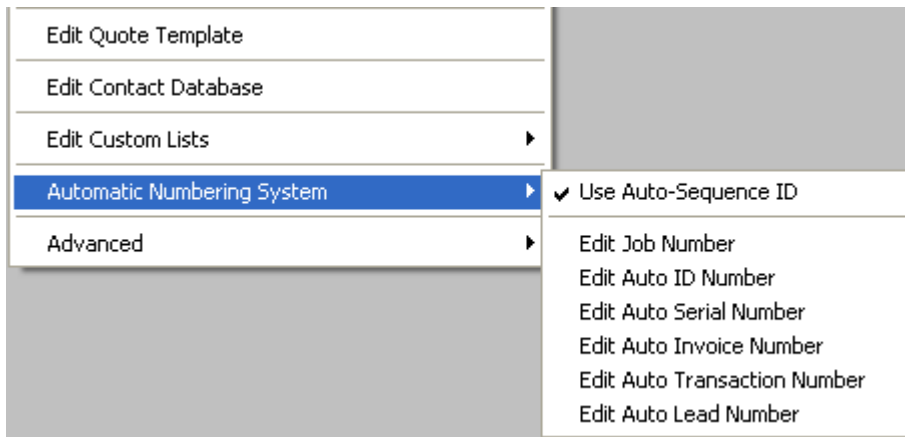 Edit Quote Template
Edit Contact Database
Edit Custom Lists
Automatic Numbering System
Advanced
Use Auto-Sequence ID
Edit Job Number
Edit Auto ID Number
Edit Auto Serial Number
Edit Auto Invoice Number
Edit Auto Transaction Number
Edit Auto Lead Number